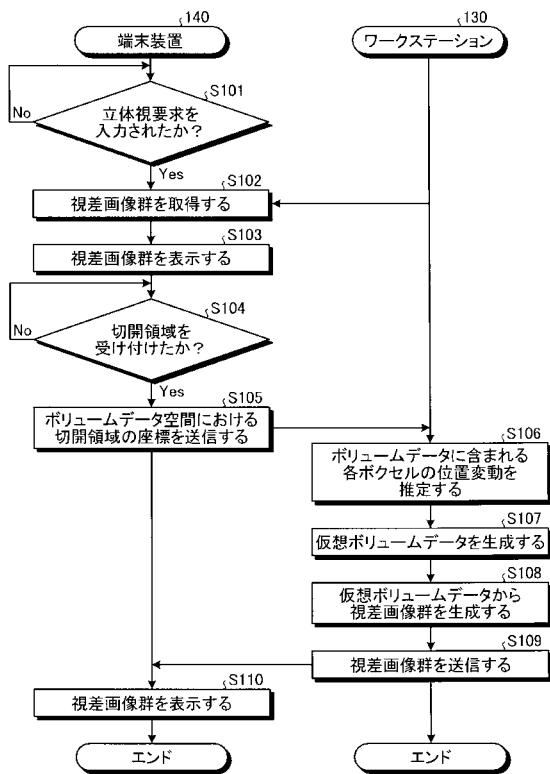 140
端末装置
130
ワークステーション
S101
立体視要求を
入力されたか？
No
Yes
S102
視差画像群を取得する
S103
視差画像群を表示する
S104
切開領域を
受け付けたか？
No
Yes
S105
ボリュームデータ空間における
切開領域の座標を送信する
S106
ボリュームデータに含まれる
各ボクセルの位置変動を
推定する
S107
仮想ボリュームデータを生成する
S108
仮想ボリュームデータから
視差画像群を生成する
S109
視差画像群を送信する
S110
視差画像群を表示する
エンド
エンド